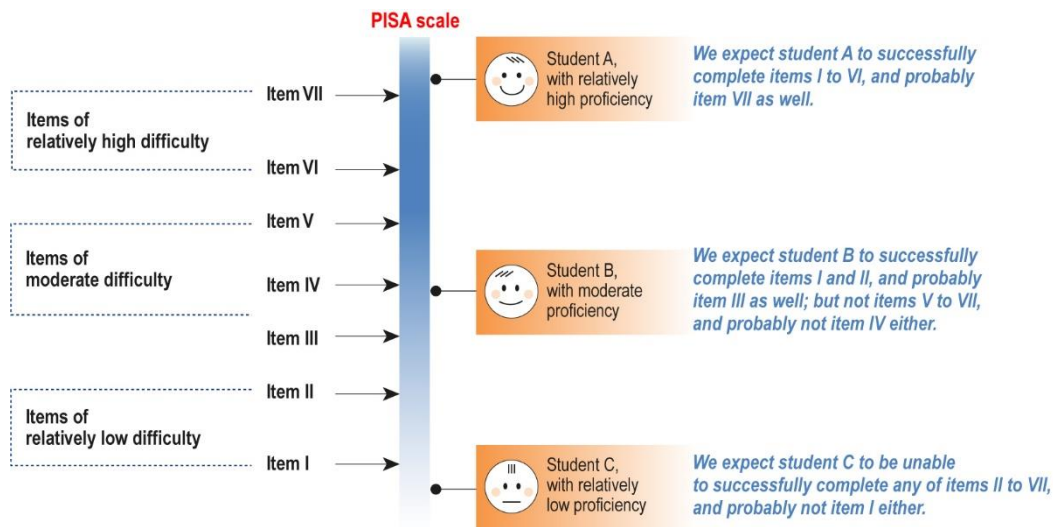 PISA scale
Item VII
Items of
relatively high difficulty
Item VI
Item V
Items of
moderate difficulty
Item IV
Item III
Item II
Items of
relatively low difficulty
Item I
Student A,
with relatively
high proficiency
We expect student A to successfully
complete items I to VI, and probably
item VII as well.
Student B,
with moderate
proficiency
We expect student B to successfully
complete items I and II, and probably
item III as well; but not items V to VII,
and probably not item IV either.
Student C,
with relatively
low proficiency
We expect student C to be unable
to successfully complete any of items II to VII,
and probably not item I either.